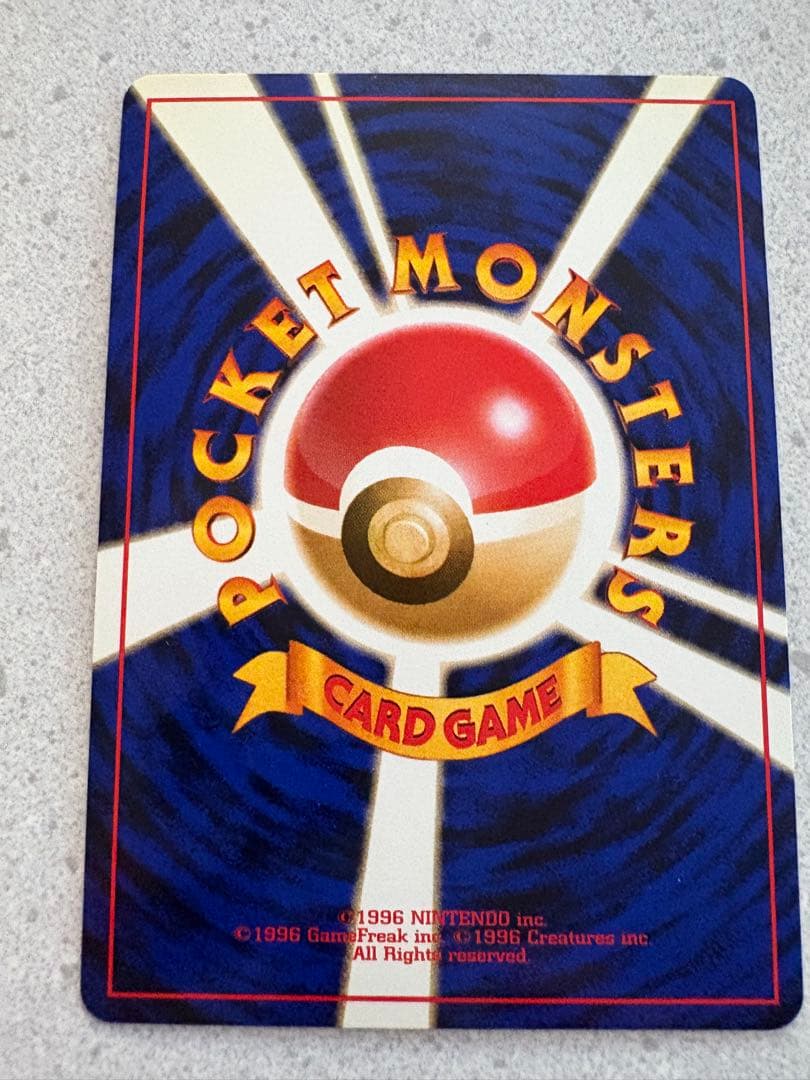 POCKET MONSTERS
CARD GAME
©1996 NINTENDO inc.
©1996 GameFreak inc. ©1996 Creatures inc.
All Rights reserved.